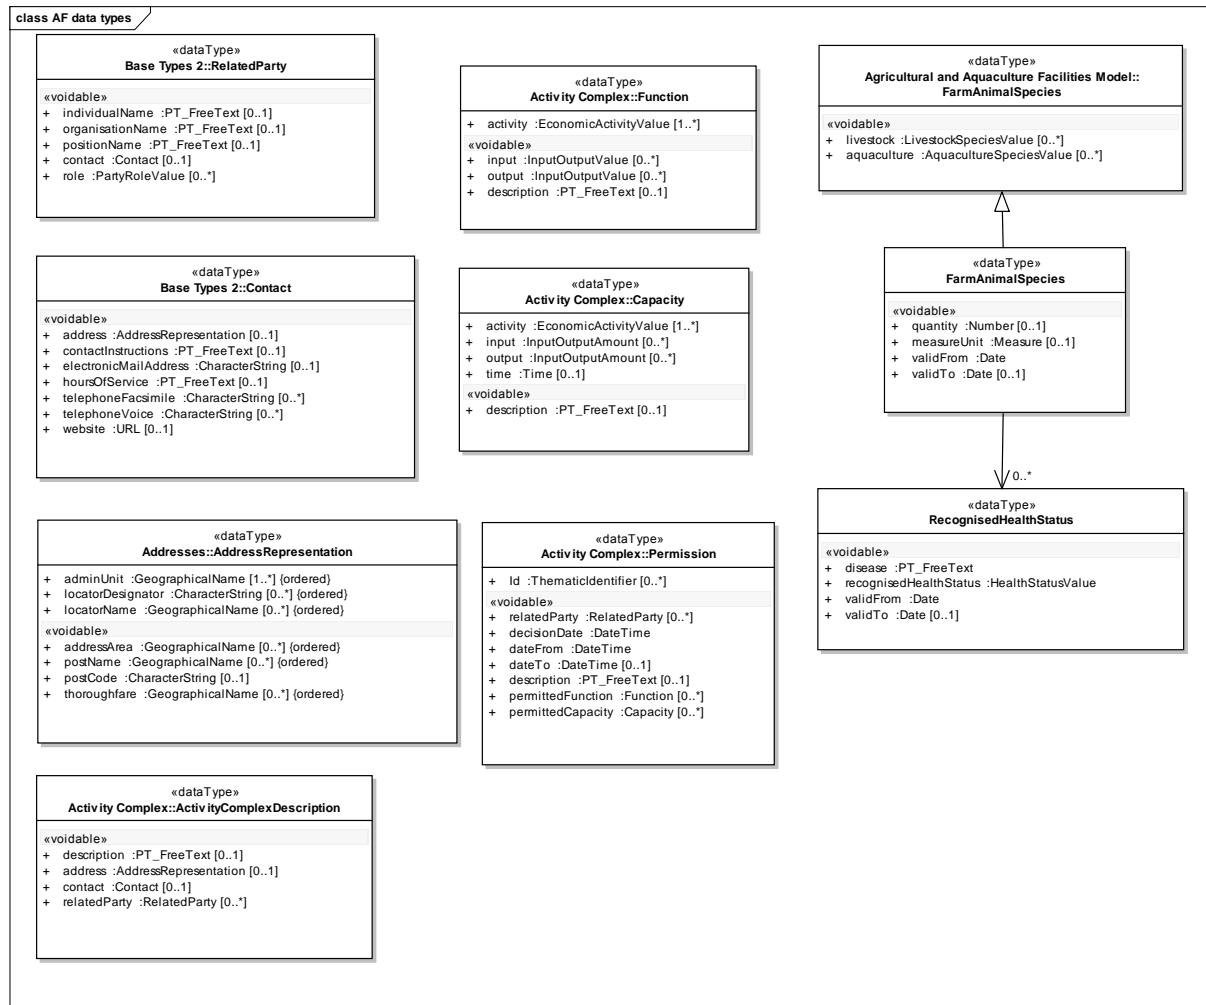 class AF data types
«dataType»
Base Types 2::RelatedParty
«voidable»
+ individualName :PT_FreeText [0..1]
+ organisationName :PT_FreeText [0..1]
+ positionName :PT_FreeText [0..1]
+ contact :Contact [0..1]
+ role :PartyRoleValue [0..*]
«dataType»
Activity Complex::Function
+ activity :EconomicActivityValue [1..*]
«voidable»
+ input :InputOutputValue [0..*]
+ output :InputOutputValue [0..*]
+ description :PT_FreeText [0..1]
«dataType»
Agricultural and Aquaculture Facilities Model::
FarmAnimalSpecies
«voidable»
+ livestock :LivestockSpeciesValue [0..*]
+ aquaculture :AquacultureSpeciesValue [0..*]
«dataType»
Base Types 2::Contact
«voidable»
+ address :AddressRepresentation [0..1]
+ contactInstructions :PT_FreeText [0..1]
+ electronicMailAddress :CharacterString [0..1]
+ hoursOfService :PT_FreeText [0..1]
+ telephoneFacsimile :CharacterString [0..*]
+ telephoneVoice :CharacterString [0..*]
+ website :URL [0..1]
«dataType»
Activity Complex::Capacity
+ activity :EconomicActivityValue [1..*]
+ input :InputOutputAmount [0..*]
+ output :InputOutputAmount [0..*]
+ time :Time [0..1]
«voidable»
+ description :PT_FreeText [0..1]
«dataType»
FarmAnimalSpecies
«voidable»
+ quantity :Number [0..1]
+ measureUnit :Measure [0..1]
+ validFrom :Date
+ validTo :Date [0..1]
0..*
«dataType»
Addresses::AddressRepresentation
+ adminUnit :GeographicalName [1..*] {ordered}
+ locatorDesignator :CharacterString [0..*] {ordered}
+ locatorName :GeographicalName [0..*] {ordered}
«voidable»
+ addressArea :GeographicalName [0..*] {ordered}
+ postName :GeographicalName [0..*] {ordered}
+ postCode :CharacterString [0..1]
+ thoroughfare :GeographicalName [0..*] {ordered}
«dataType»
Activity Complex::Permission
+ Id :ThematicIdentifier [0..*]
«voidable»
+ relatedParty :RelatedParty [0..*]
+ decisionDate :DateTime
+ dateFrom :DateTime
+ dateTo :DateTime [0..1]
+ description :PT_FreeText [0..1]
+ permittedFunction :Function [0..*]
+ permittedCapacity :Capacity [0..*]
«dataType»
RecognisedHealthStatus
«voidable»
+ disease :PT_FreeText
+ recognisedHealthStatus :HealthStatusValue
+ validFrom :Date
+ validTo :Date [0..1]
«dataType»
Activity Complex::ActivityComplexDescription
«voidable»
+ description :PT_FreeText [0..1]
+ address :AddressRepresentation [0..1]
+ contact :Contact [0..1]
+ relatedParty :RelatedParty [0..*]